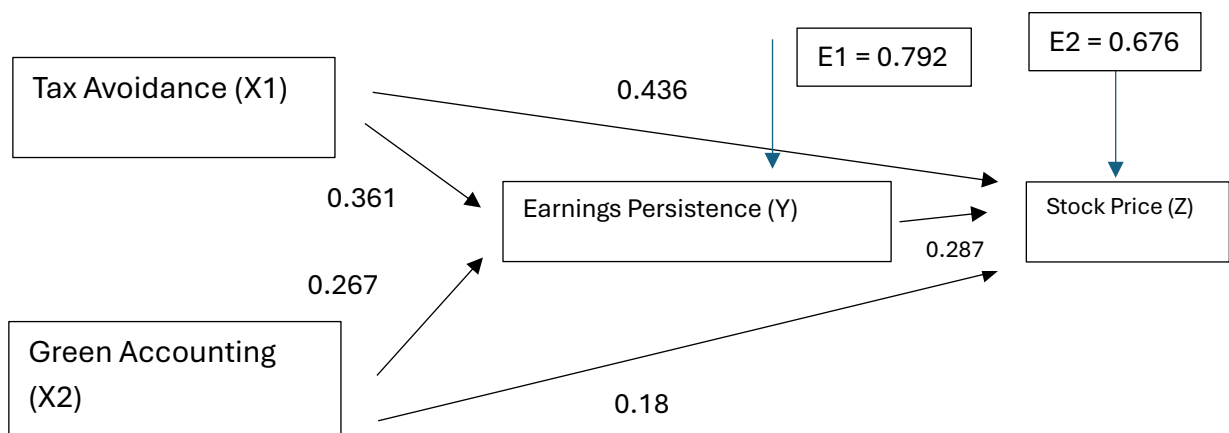 E1 = 0.792
E2 = 0.676
Tax Avoidance (X1)
0.436
0.361
Earnings Persistence (Y)
Stock Price (Z)
0.287
0.267
Green Accounting
(X2)
0.18